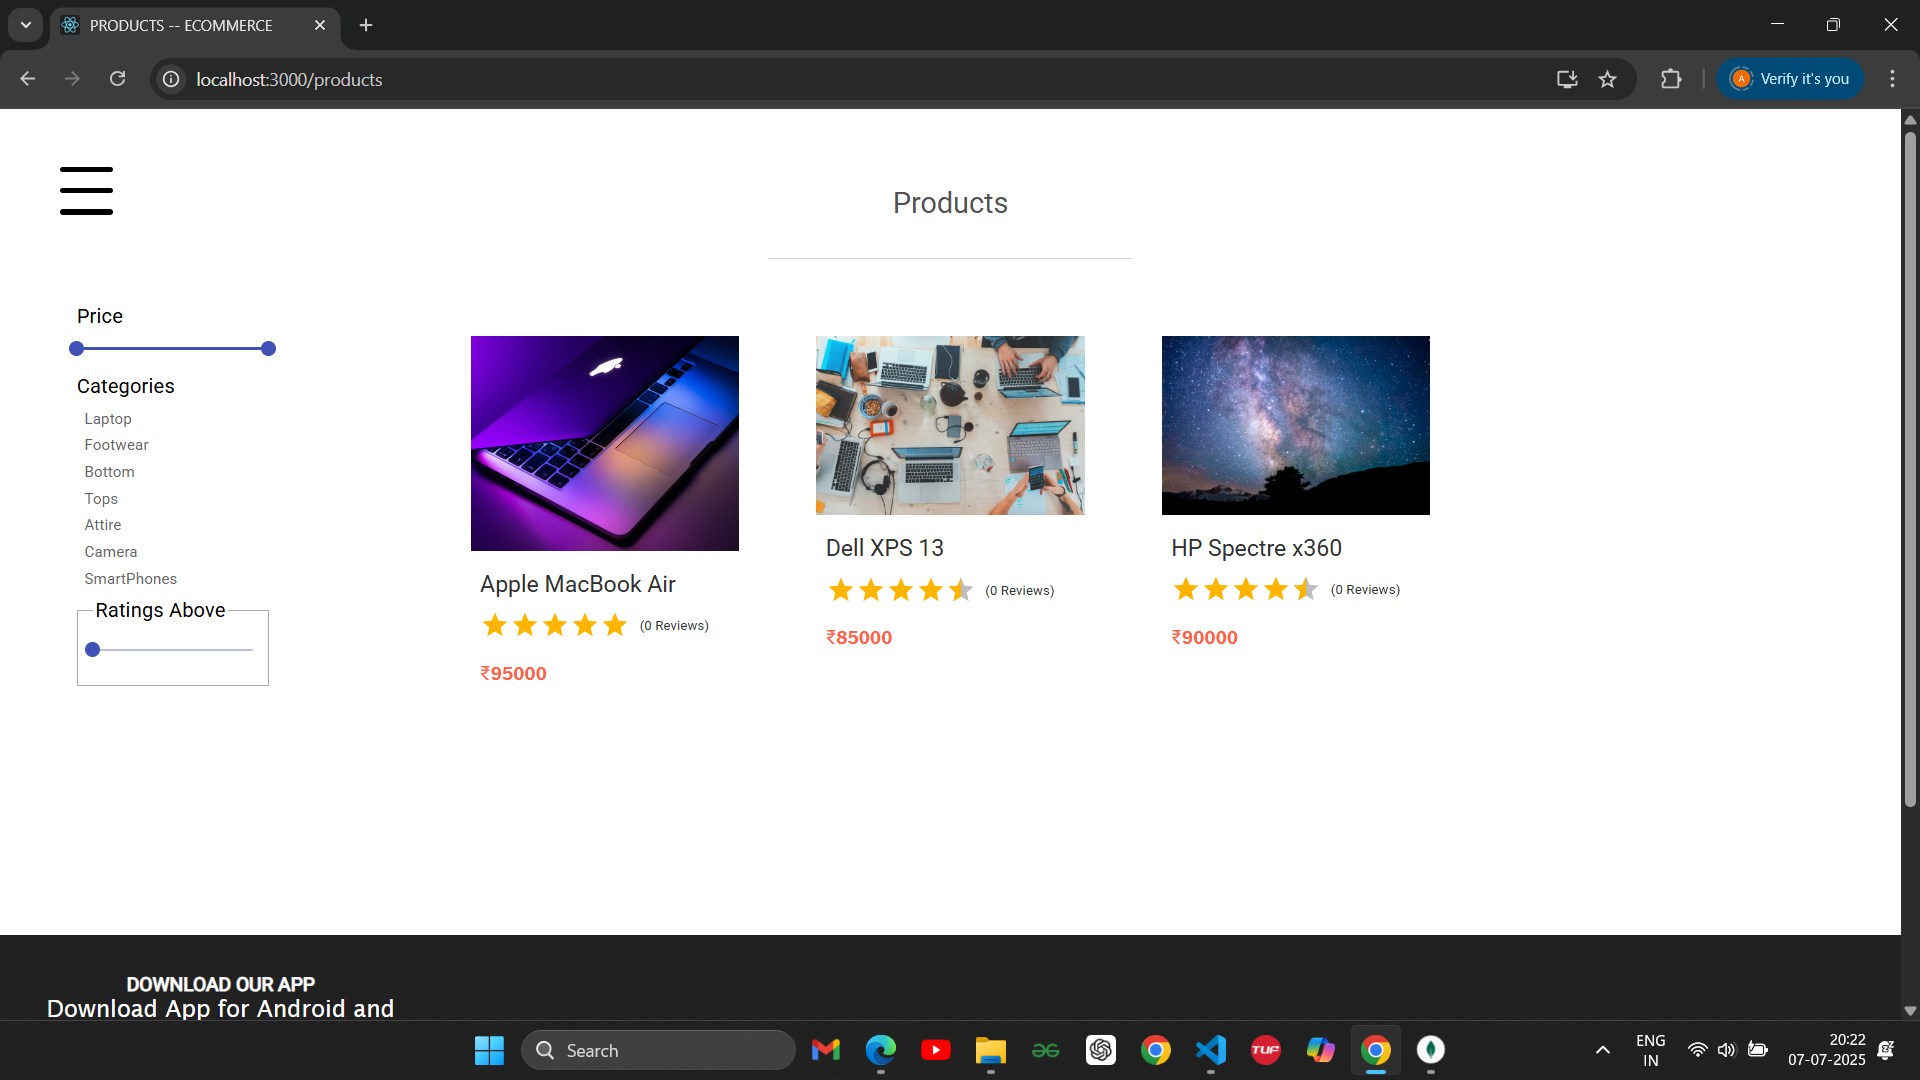 PRODUCTS -- ECOMMERCE
localhost:3000/products
A
Verify it's you
Products
Price
Categories
Laptop
Footwear
Bottom
Tops
Attire
Camera
SmartPhones
Ratings Above
Apple MacBook Air
(0 Reviews)
₹95000
Dell XPS 13
(0 Reviews)
₹85000
HP Spectre x360
(0 Reviews)
₹90000
DOWNLOAD OUR APP
Download App for Android and
Search
TUF
ENG
IN
20:22
07-07-2025